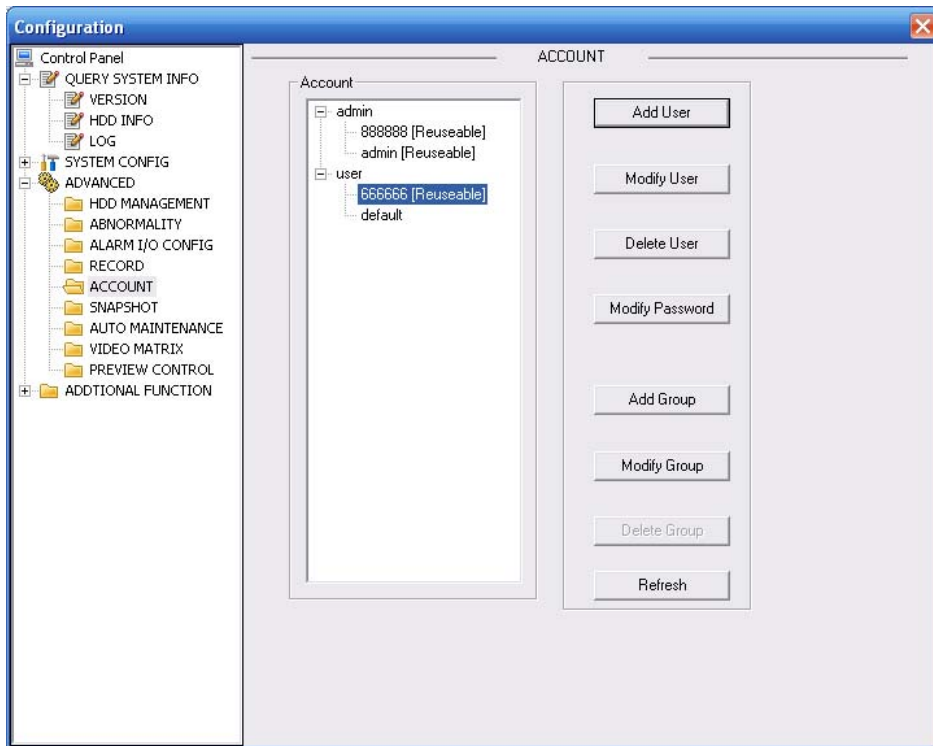 Configuration
Control Panel
QUERY SYSTEM INFO
VERSION
HDD INFO
LOG
SYSTEM CONFIG
ADVANCED
HDD MANAGEMENT
ABNORMALITY
ALARM I/O CONFIG
RECORD
ACCOUNT
SNAPSHOT
AUTO MAINTENANCE
VIDEO MATRIX
PREVIEW CONTROL
ADDTIONAL FUNCTION
ACCOUNT
Account
admin
888888 [Reuseable]
admin [Reuseable]
user
666666 [Reuseable]
default
Add User
Modify User
Delete User
Modify Password
Add Group
Modify Group
Delete Group
Refresh